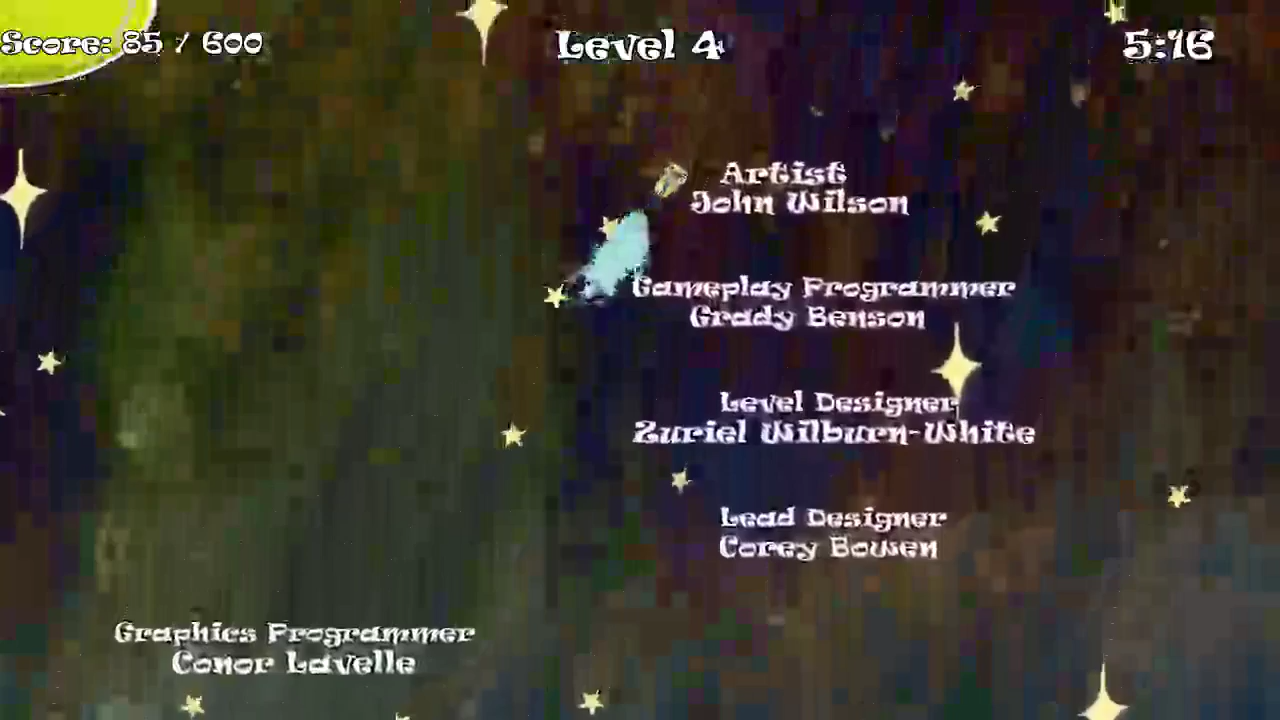 Score: 85 / 600
Level 4
5:16
Artist
John Wilson
Gameplay Programmer
Grady Benson
Level Designer
Zuriel Wilburn-White
Lead Designer
Corey Bowen
Graphics Programmer
Conor Lavelle